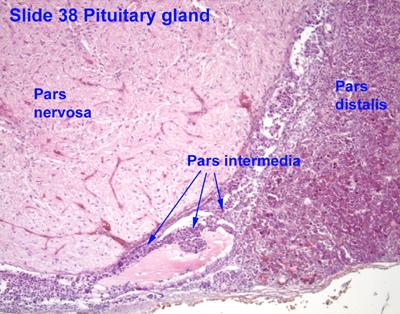 Slide 38 Pituitary gland
Pars
nervosa
Pars
distalis
Pars intermedia